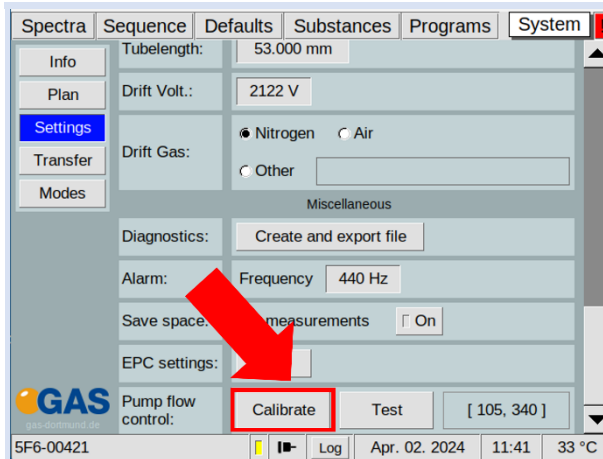 Spectra Sequence Defaults Substances Programs System
Info
Plan
Settings
Transfer
Modes
Tubelength: 53.000 mm
Drift Volt.: 2122 V
Drift Gas: Nitrogen Air
Other
Miscellaneous
Diagnostics: Create and export file
Alarm: Frequency 440 Hz
Save space: measurements On
EPC settings:
Pump flow
control: Calibrate Test [ 105, 340 ]
GAS
gas-dortmund.de
5F6-00421 Log Apr. 02. 2024 11:41 33 °C